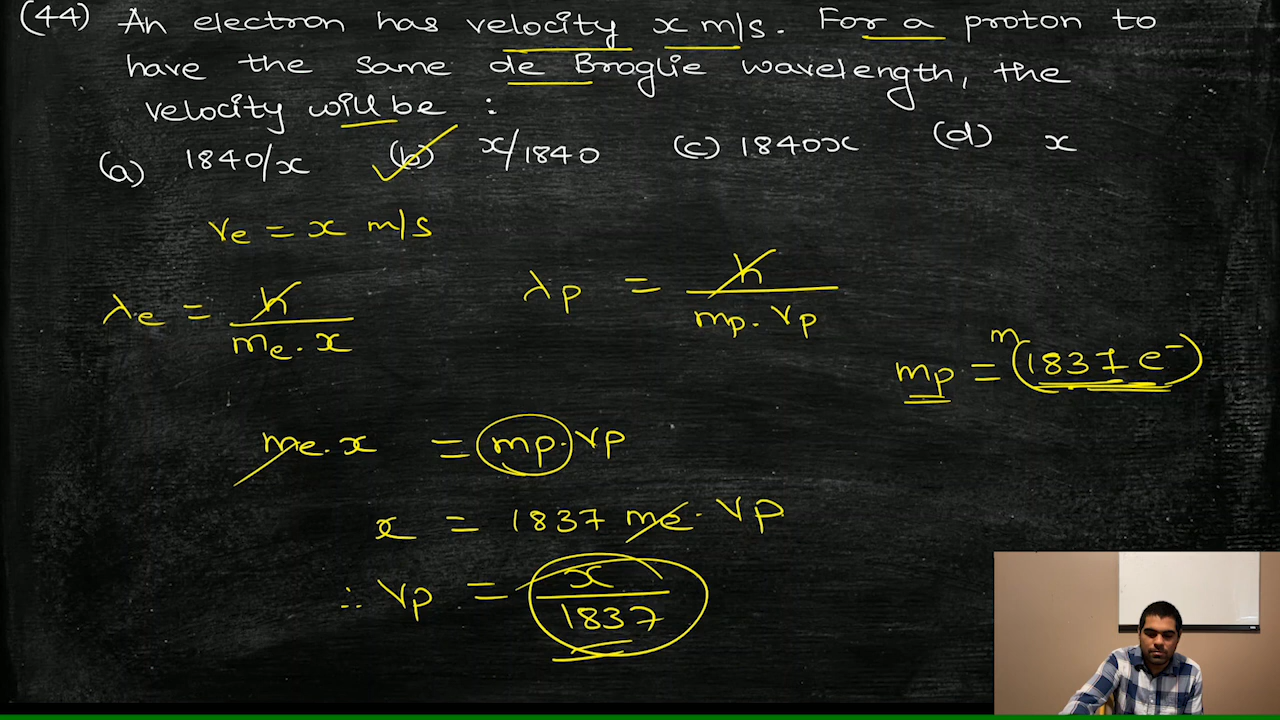 (44) An electron has velocity x m/s. For a proton to
have the same de Broglie wavelength, the
velocity will be :
(a) 1840/x (b) x/1840 (c) 1840x (d) x
ve = x m/s
λe = h / me. x
λp = h / mp. vp
mp = m(1837 e⁻)
me. x = mp. vp
x = 1837 me. vp
∴ vp = x / 1837